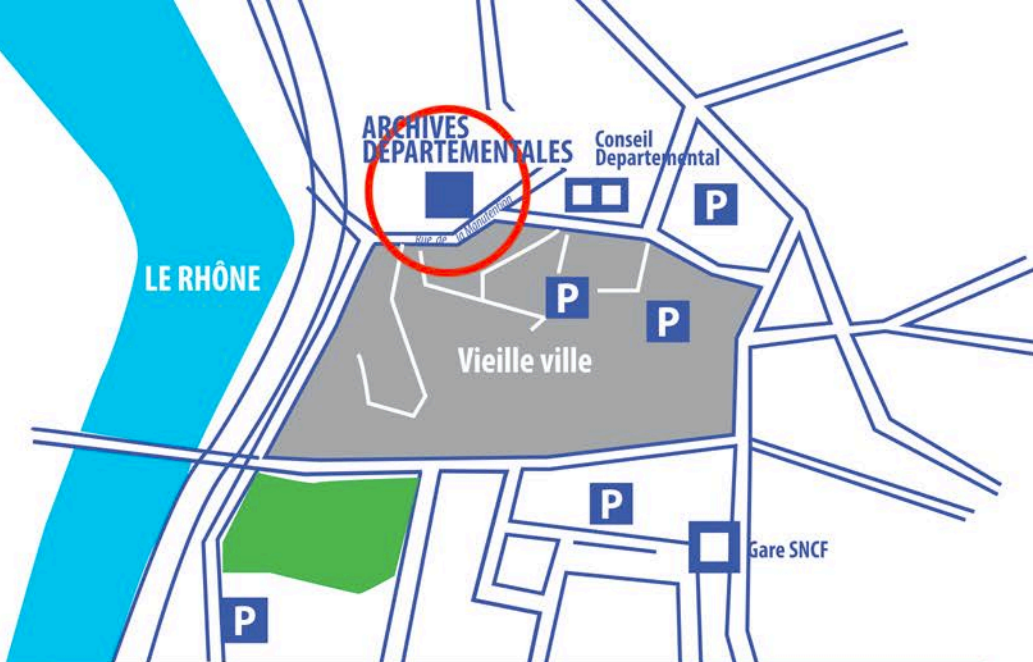 ARCHIVES
DEPARTEMENTALES
Conseil
Departemental
P
Rue de la Manutention
LE RHÔNE
P
P
Vieille ville
P
Gare SNCF
P